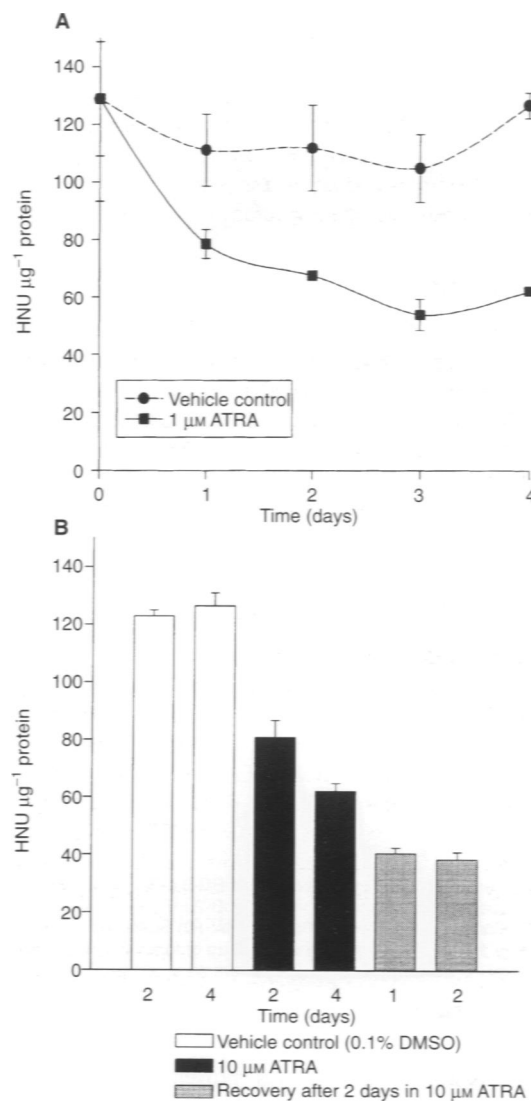 A
140
120
100
80
60
40
20
0
HNU µg⁻¹ protein
Vehicle control
1 µM ATRA
0 1 2 3 4
Time (days)
B
140
120
100
80
60
40
20
0
HNU µg⁻¹ protein
2 4 2 4 1 2
Time (days)
Vehicle control (0.1% DMSO)
10 µM ATRA
Recovery after 2 days in 10 µM ATRA